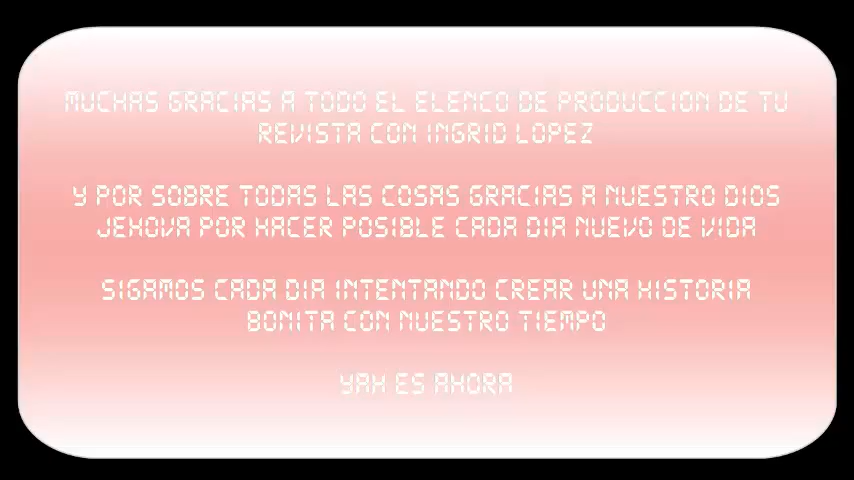 MUCHAS GRACIAS A TODO EL ELENCO DE PRODUCCION DE TU
REVISTA CON INGRID LOPEZ
Y POR SOBRE TODAS LAS COSAS GRACIAS A NUESTRO DIOS
JEHOVA POR HACER POSIBLE CADA DIA NUEVO DE VIDA
SIGAMOS CADA DIA INTENTANDO CREAR UNA HISTORIA
BONITA CON NUESTRO TIEMPO
YAH ES AHORA